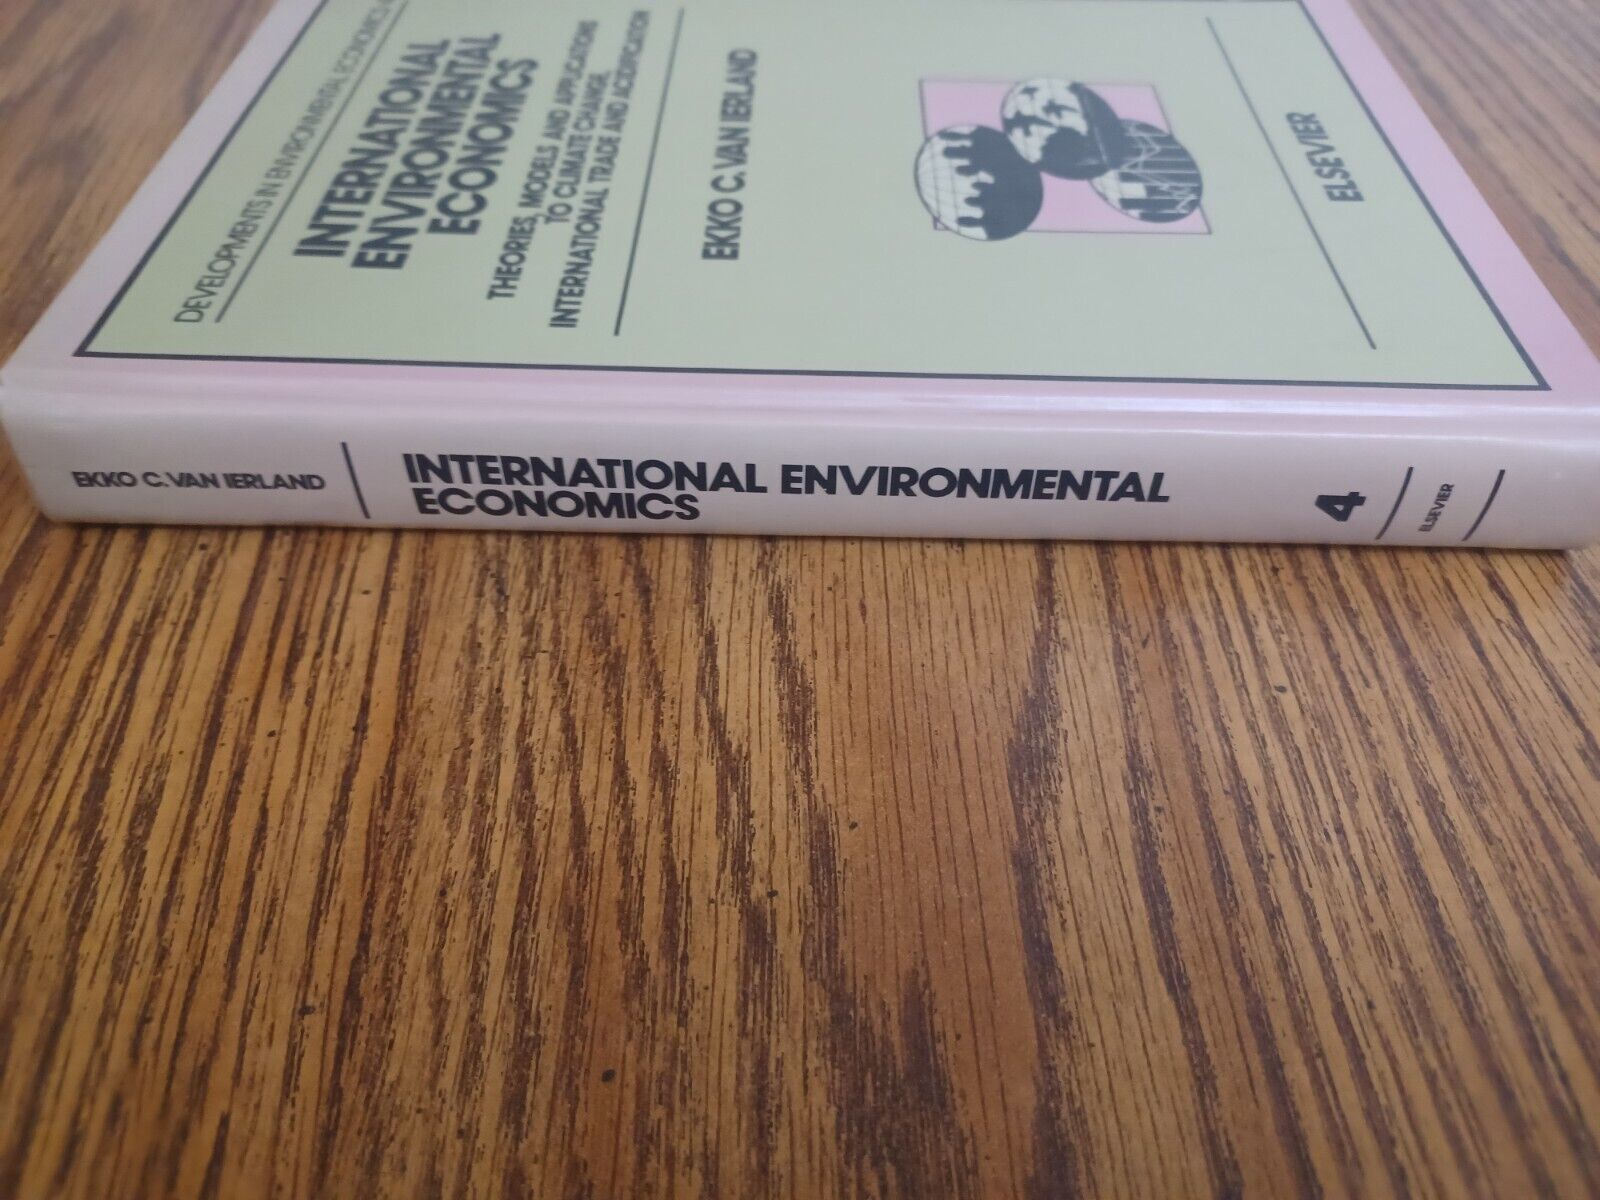 DEVELOPMENTS IN ENVIRONMENTAL ECONOMICS
INTERNATIONAL
ENVIRONMENTAL
ECONOMICS
THEORIES, MODELS AND APPLICATIONS
TO CLIMATE CHANGE,
INTERNATIONAL TRADE AND ACIDIFICATION
EKKO C. VAN IERLAND
ELSEVIER
EKKO C. VAN IERLAND
INTERNATIONAL ENVIRONMENTAL
ECONOMICS
4
ELSEVIER